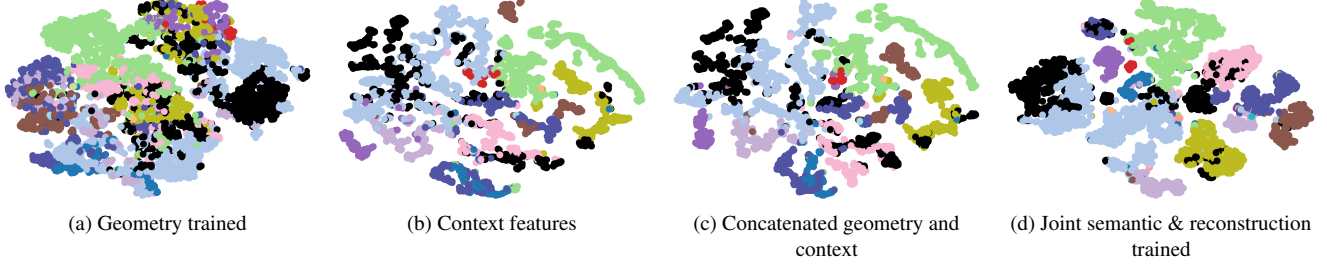 (a) Geometry trained
(b) Context features
(c) Concatenated geometry and
context
(d) Joint semantic & reconstruction
trained